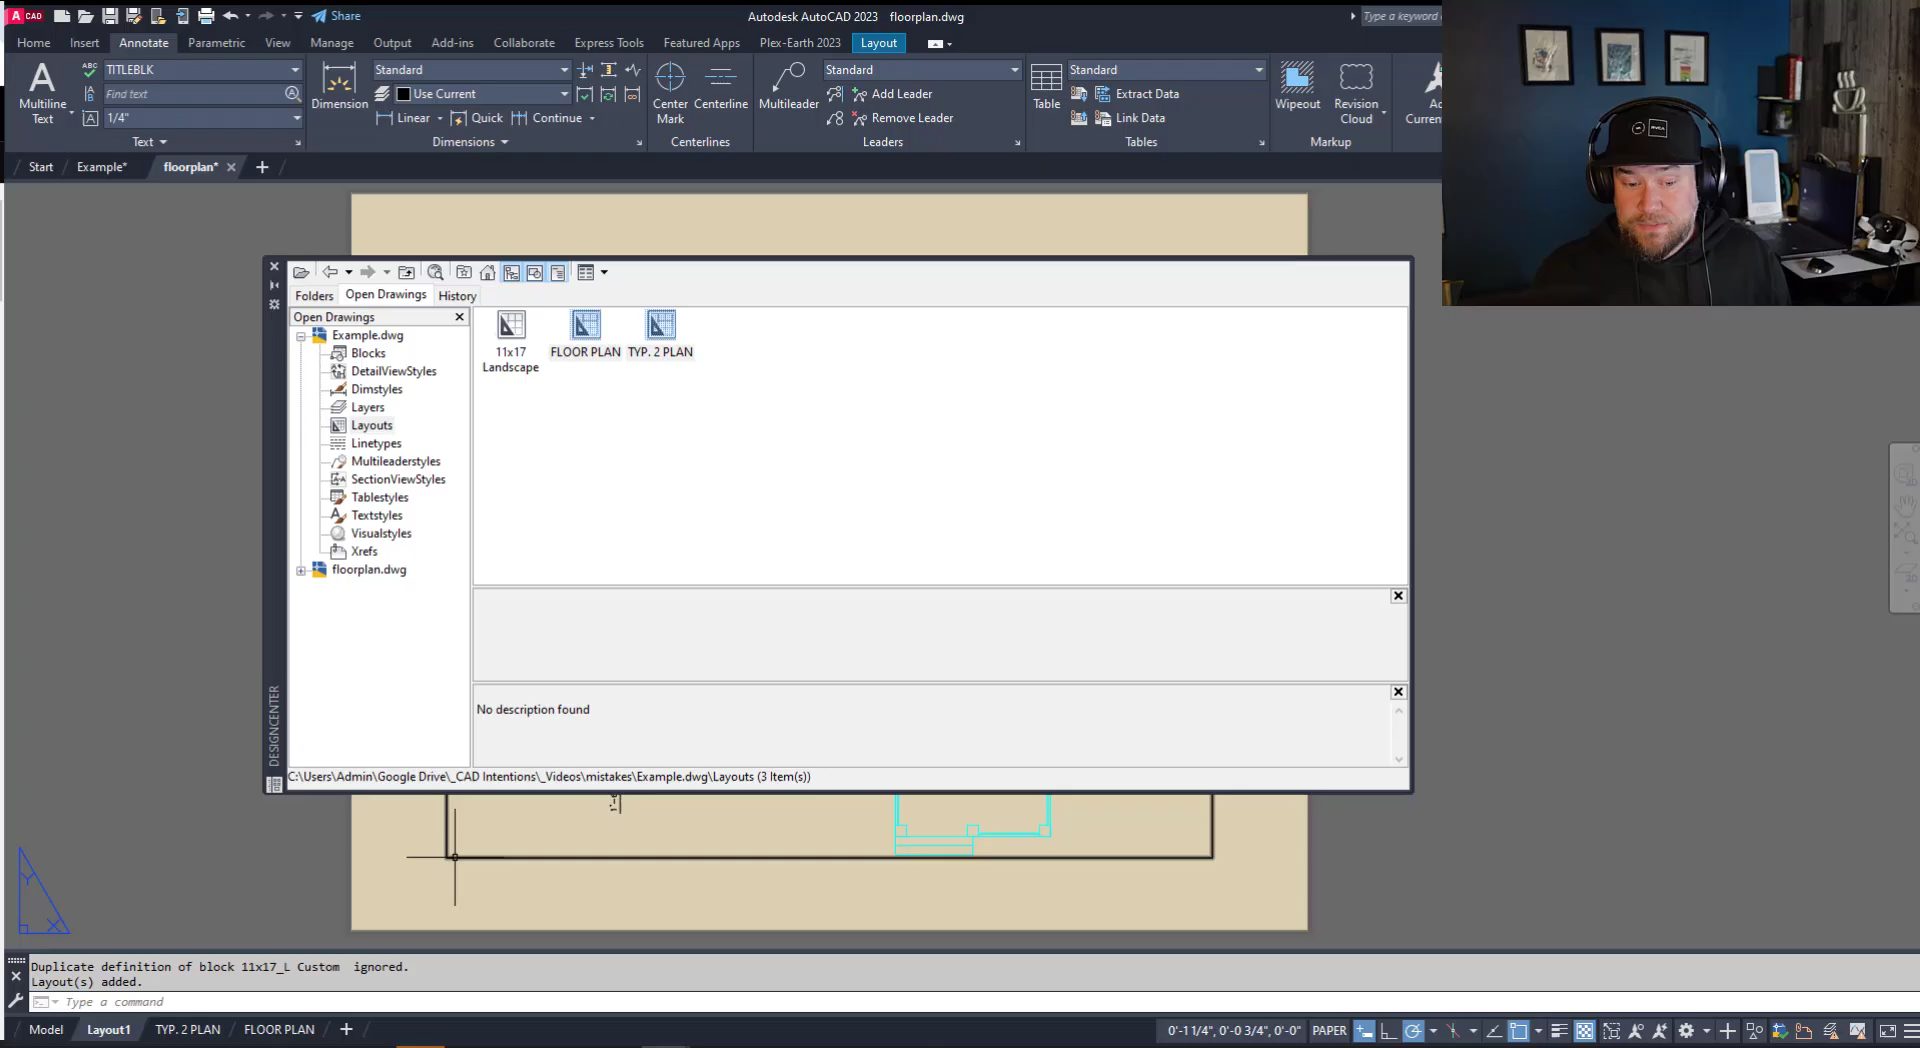 A CAD
Share
Autodesk AutoCAD 2023 floorplan.dwg
Type a keyword
Home Insert Annotate Parametric View Manage Output Add-ins Collaborate Express Tools Featured Apps Plex-Earth 2023 Layout
A
Multiline
Text
ABC
TITLEBLK
Find text
1/4"
Text
Dimension
Standard
Use Current
Linear Quick Continue
Dimensions
Center
Mark
Centerline
Centerlines
Multileader
Standard
Add Leader
Remove Leader
Leaders
Table
Standard
Extract Data
Link Data
Tables
Wipeout
Revision
Cloud
Markup
Start Example* floorplan*
Folders Open Drawings History
Open Drawings
Example.dwg
Blocks
DetailViewStyles
Dimstyles
Layers
Layouts
Linetypes
Multileaderstyles
SectionViewStyles
Tablestyles
Textstyles
Visualstyles
Xrefs
floorplan.dwg
11x17
Landscape
FLOOR PLAN
TYP. 2 PLAN
No description found
DESIGNCENTER
C:\Users\Admin\Google Drive\_CAD Intentions\_Videos\mistakes\Example.dwg\Layouts (3 Item(s))
Y
X
Duplicate definition of block 11x17_L Custom  ignored.
Layout(s) added.
Type a command
Model Layout1 TYP. 2 PLAN FLOOR PLAN
0'-1 1/4", 0'-0 3/4", 0'-0" PAPER